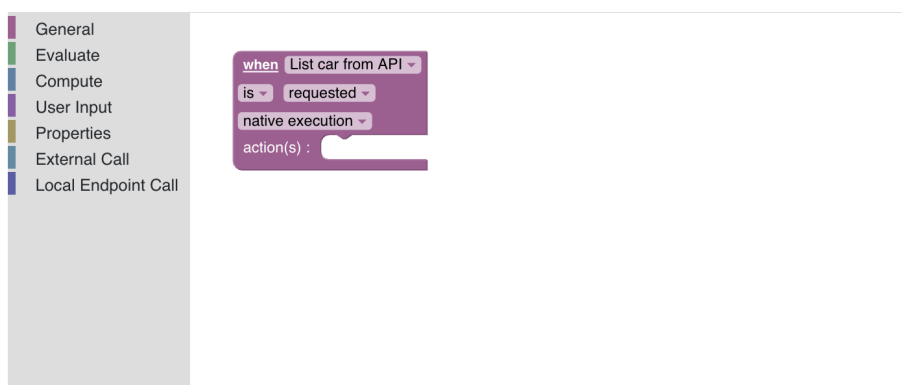 General
Evaluate
Compute
User Input
Properties
External Call
Local Endpoint Call
when List car from API
is requested
native execution
action(s) :